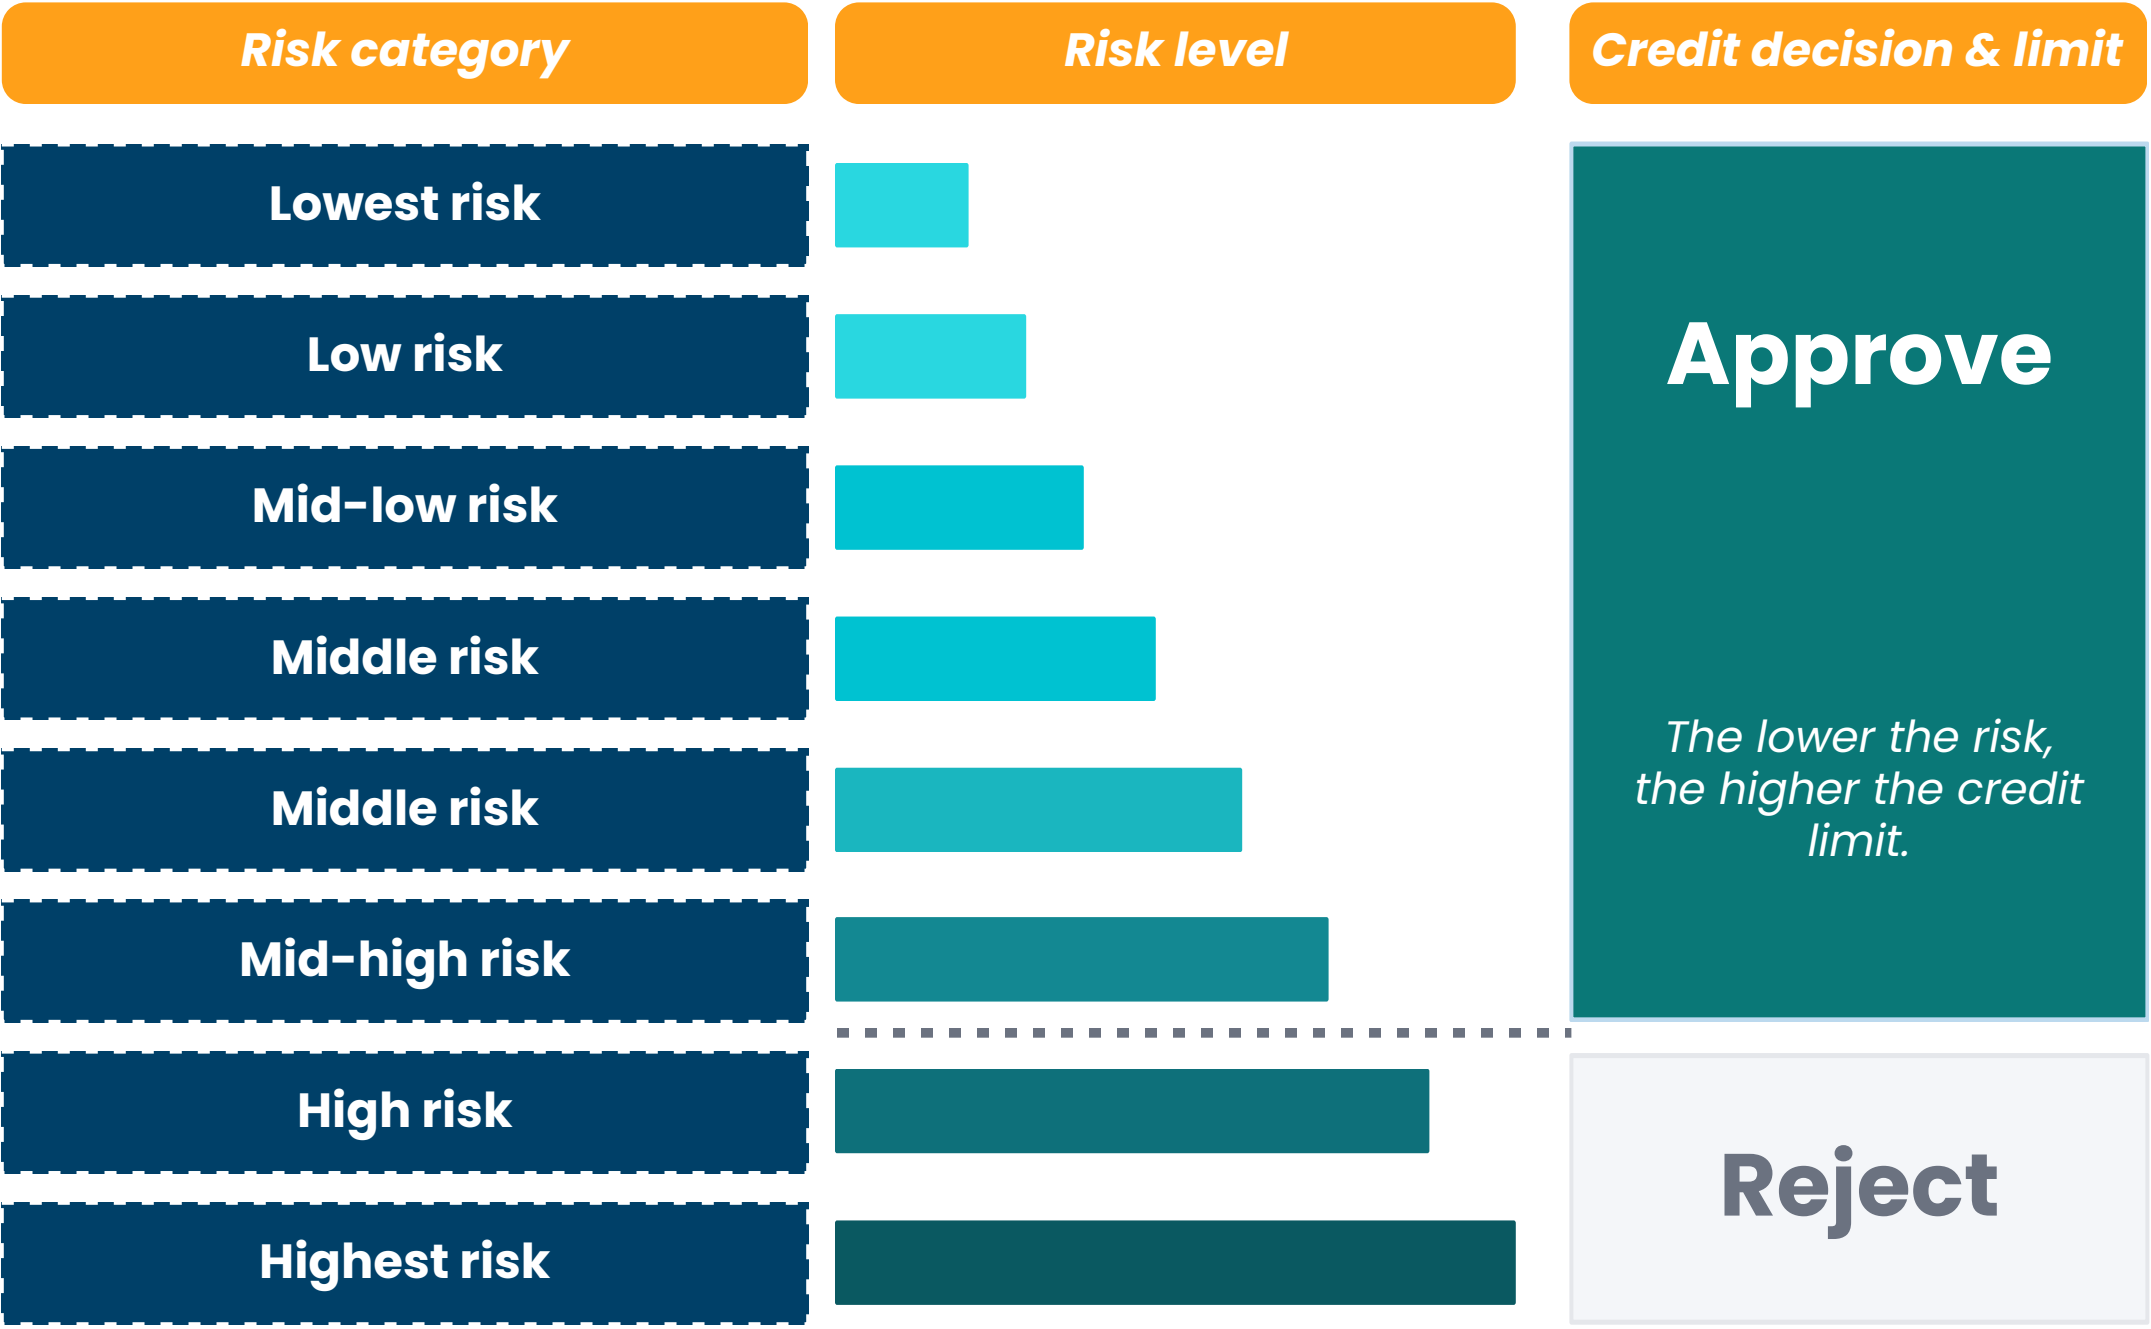 Risk category
Risk level
Credit decision & limit
Lowest risk
Low risk
Mid-low risk
Middle risk
Middle risk
Mid-high risk
High risk
Highest risk
Approve
The lower the risk,
the higher the credit
limit.
Reject